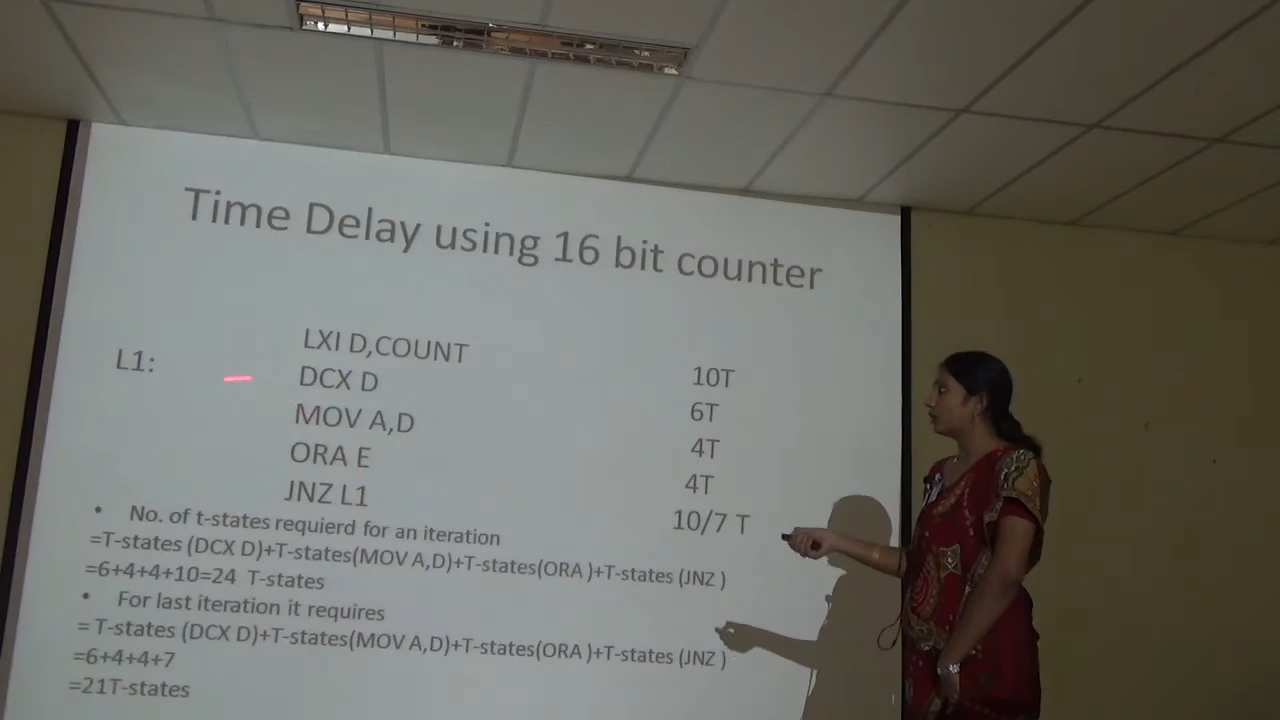 Time Delay using 16 bit counter
LXI D,COUNT 10T
L1: DCX D 6T
MOV A,D 4T
ORA E 4T
JNZ L1 10/7 T
• No. of t-states requierd for an iteration
=T-states (DCX D)+T-states(MOV A,D)+T-states(ORA )+T-states (JNZ )
=6+4+4+10=24 T-states
• For last iteration it requires
= T-states (DCX D)+T-states(MOV A,D)+T-states(ORA )+T-states (JNZ )
=6+4+4+7
=21T-states